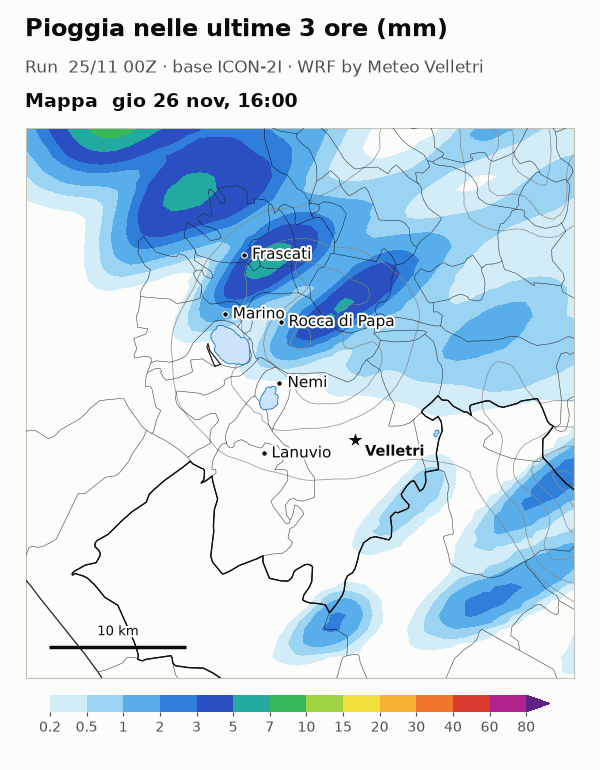 Pioggia nelle ultime 3 ore (mm)
Run  25/11 00Z · base ICON-2I · WRF by Meteo Velletri
Mappa  gio 26 nov, 16:00
Frascati
Marino
Rocca di Papa
Nemi
Velletri
Lanuvio
10 km
0.2 0.5 1 2 3 5 7 10 15 20 30 40 60 80